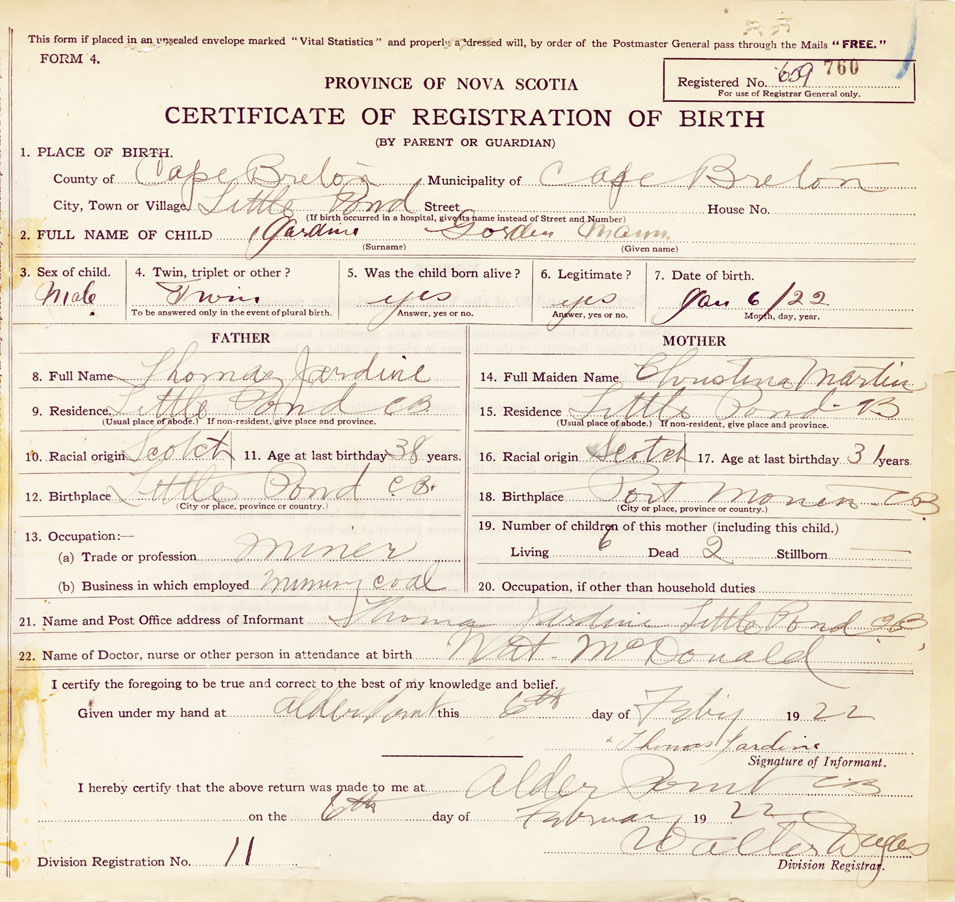 This form if placed in an unsealed envelope marked "Vital Statistics" and properly addressed will, by order of the Postmaster General pass through the Mails "FREE."
FORM 4.
PROVINCE OF NOVA SCOTIA
Registered No. 659 760
For use of Registrar General only.
CERTIFICATE OF REGISTRATION OF BIRTH
(BY PARENT OR GUARDIAN)
1. PLACE OF BIRTH.
County of Cape Breton Municipality of Cape Breton
City, Town or Village Little Pond Street House No.
(If birth occurred in a hospital, give its name instead of Street and Number)
2. FULL NAME OF CHILD Jardine Gorden Mann
(Surname) (Given name)
3. Sex of child. 4. Twin, triplet or other? 5. Was the child born alive? 6. Legitimate? 7. Date of birth.
Male Twin yes yes Jan 6/22
To be answered only in the event of plural birth. Answer, yes or no. Answer, yes or no. Month, day, year.
FATHER MOTHER
8. Full Name Thomas Jardine 14. Full Maiden Name Christina Martin
9. Residence. Little Pond CB 15. Residence Little Pond CB
(Usual place of abode.) If non-resident, give place and province. (Usual place of abode.) If non-resident, give place and province.
10. Racial origin Scotch 11. Age at last birthday 38 years. 16. Racial origin Scotch 17. Age at last birthday 31 years.
12. Birthplace Little Pond C.B. 18. Birthplace Port Morien CB
(City or place, province or country.) (City or place, province or country.)
13. Occupation:— 19. Number of children of this mother (including this child.)
(a) Trade or profession miner Living 6 Dead 2 Stillborn —
(b) Business in which employed mining coal 20. Occupation, if other than household duties
21. Name and Post Office address of Informant Thomas Jardine Little Pond CB
22. Name of Doctor, nurse or other person in attendance at birth McDonald
I certify the foregoing to be true and correct to the best of my knowledge and belief.
Given under my hand at alder Point this 6th day of Feby 1922
Thomas Jardine
Signature of Informant.
I hereby certify that the above return was made to me at Alder Point CB
on the 6th day of February 1922
Walter
Division Registration No. 11 Division Registrar.